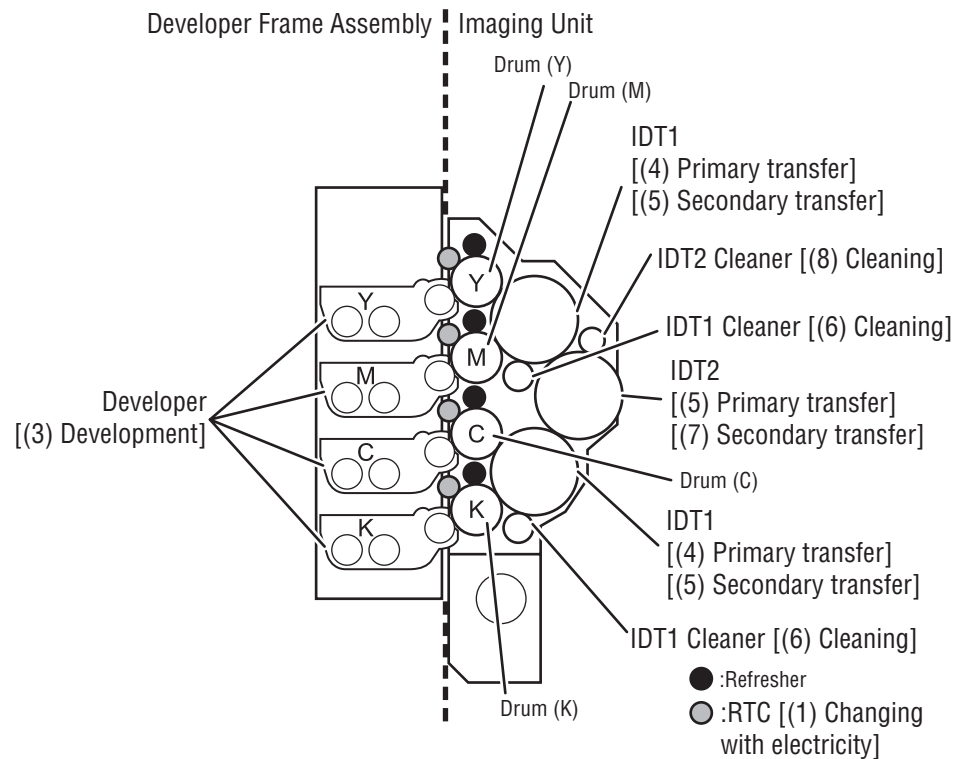 Developer Frame Assembly
Imaging Unit
Drum (Y)
Drum (M)
IDT1
[(4) Primary transfer]
[(5) Secondary transfer]
IDT2 Cleaner [(8) Cleaning]
IDT1 Cleaner [(6) Cleaning]
IDT2
[(5) Primary transfer]
[(7) Secondary transfer]
Y
Y
M
M
C
C
K
K
Developer
[(3) Development]
Drum (C)
IDT1
[(4) Primary transfer]
[(5) Secondary transfer]
IDT1 Cleaner [(6) Cleaning]
Drum (K)
:Refresher
:RTC [(1) Changing
with electricity]